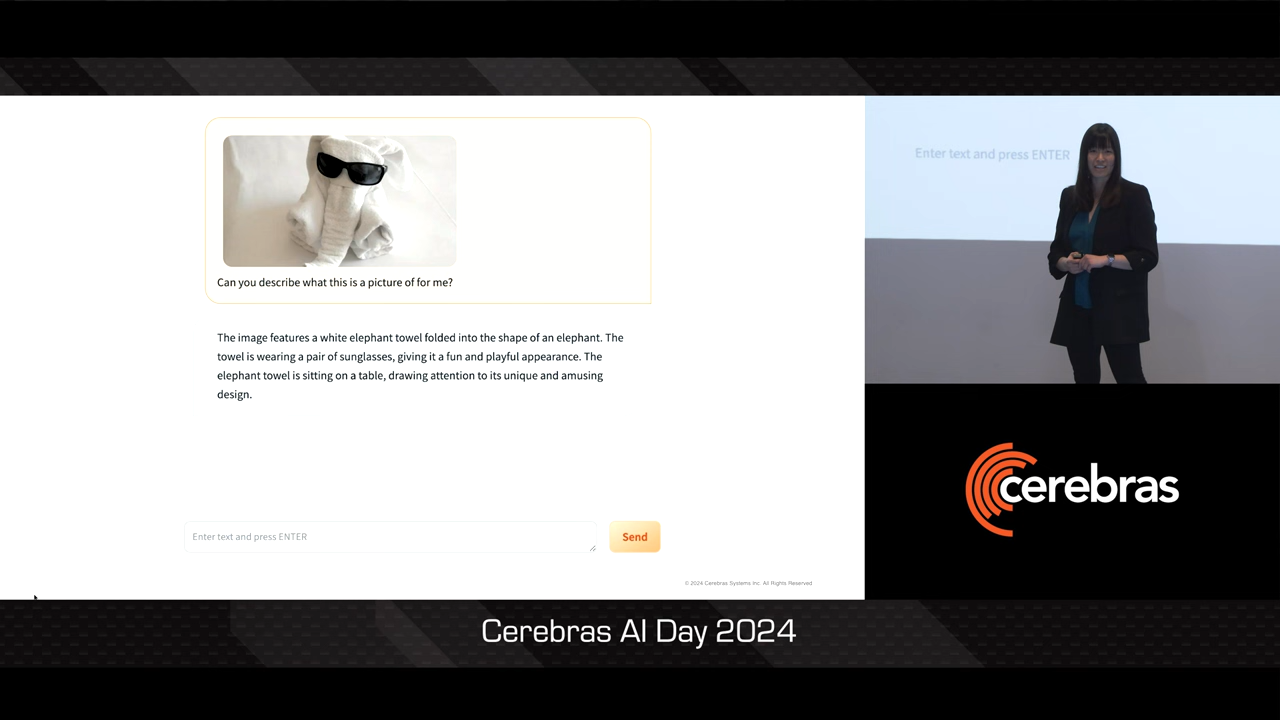 Can you describe what this is a picture of for me?
The image features a white elephant towel folded into the shape of an elephant. The
towel is wearing a pair of sunglasses, giving it a fun and playful appearance. The
elephant towel is sitting on a table, drawing attention to its unique and amusing
design.
Enter text and press ENTER
Send
© 2024 Cerebras Systems Inc. All Rights Reserved
Enter text and press ENTER
cerebras
Cerebras AI Day 2024